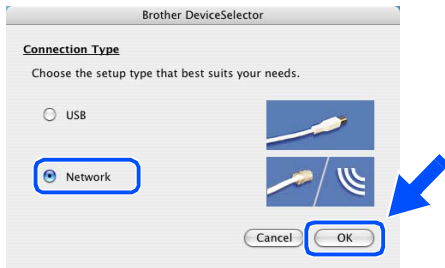 Brother DeviceSelector
Connection Type
Choose the setup type that best suits your needs.
USB
Network
Cancel OK